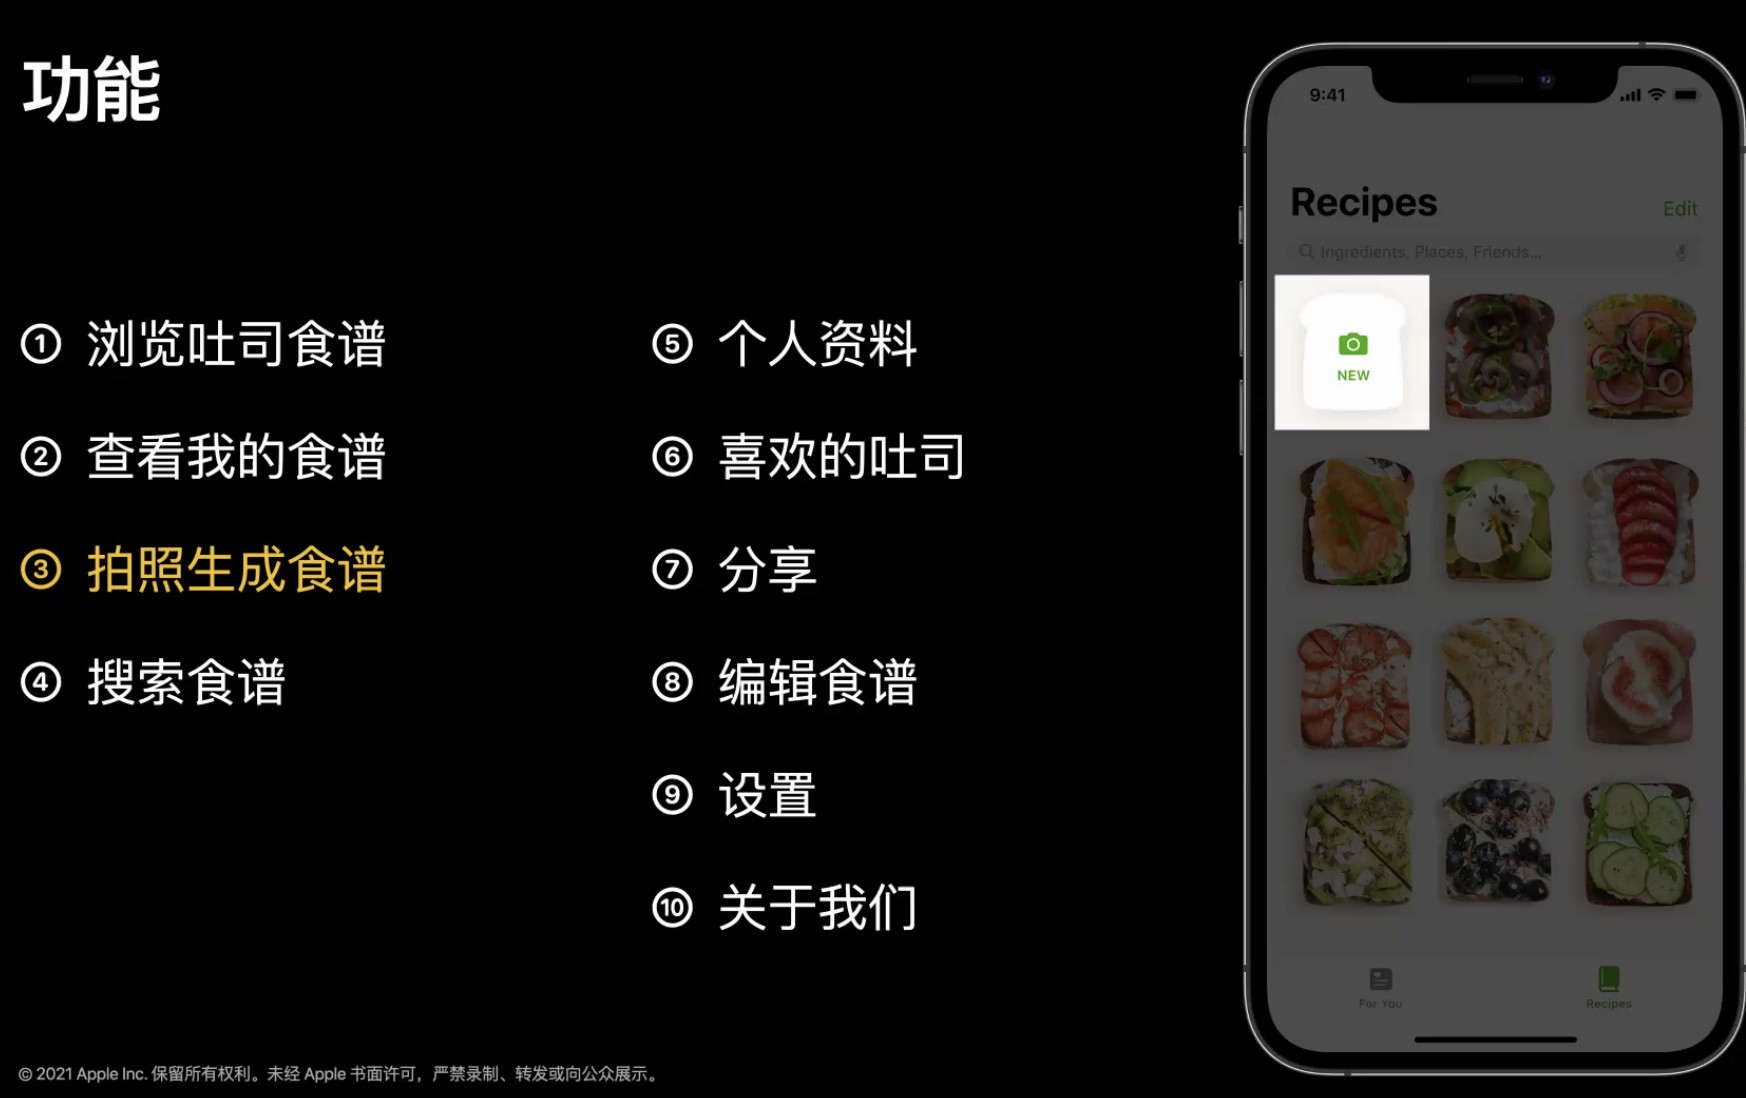 功能
① 浏览吐司食谱
② 查看我的食谱
③ 拍照生成食谱
④ 搜索食谱
⑤ 个人资料
⑥ 喜欢的吐司
⑦ 分享
⑧ 编辑食谱
⑨ 设置
⑩ 关于我们
© 2021 Apple Inc. 保留所有权利。未经 Apple 书面许可，严禁录制、转发或向公众展示。
9:41
Recipes
Edit
Ingredients, Places, Friends...
NEW
For You
Recipes